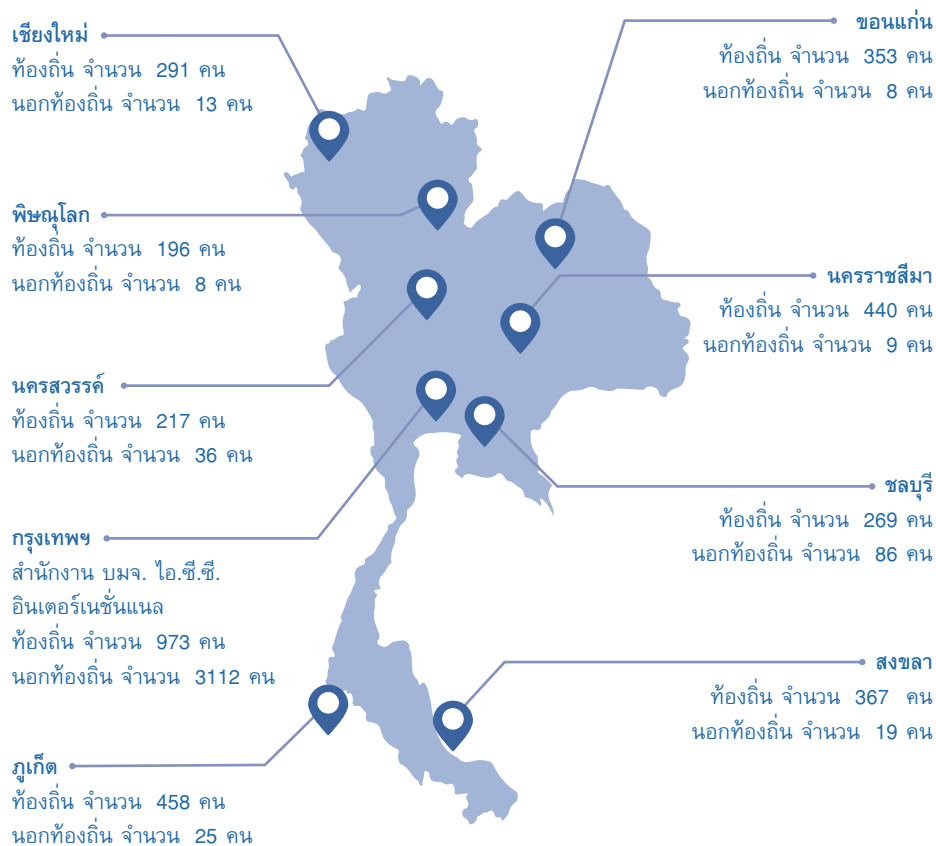 เชียงใหม่
ท้องถิ่น จำนวน 291 คน
นอกท้องถิ่น จำนวน 13 คน
พิษณุโลก
ท้องถิ่น จำนวน 196 คน
นอกท้องถิ่น จำนวน 8 คน
นครสวรรค์
ท้องถิ่น จำนวน 217 คน
นอกท้องถิ่น จำนวน 36 คน
กรุงเทพฯ
สำนักงาน บมจ. ไอ.ซี.ซี.
อินเตอร์เนชั่นแนล
ท้องถิ่น จำนวน 973 คน
นอกท้องถิ่น จำนวน 3112 คน
ภูเก็ต
ท้องถิ่น จำนวน 458 คน
นอกท้องถิ่น จำนวน 25 คน
ขอนแก่น
ท้องถิ่น จำนวน 353 คน
นอกท้องถิ่น จำนวน 8 คน
นครราชสีมา
ท้องถิ่น จำนวน 440 คน
นอกท้องถิ่น จำนวน 9 คน
ชลบุรี
ท้องถิ่น จำนวน 269 คน
นอกท้องถิ่น จำนวน 86 คน
สงขลา
ท้องถิ่น จำนวน 367 คน
นอกท้องถิ่น จำนวน 19 คน